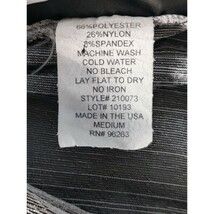 66%POLYESTER
26%NYLON
8%SPANDEX
MACHINE WASH
COLD WATER
NO BLEACH
LAY FLAT TO DRY
NO IRON
STYLE# 210073
LOT# 10193
MADE IN THE USA
MEDIUM
RN# 96263